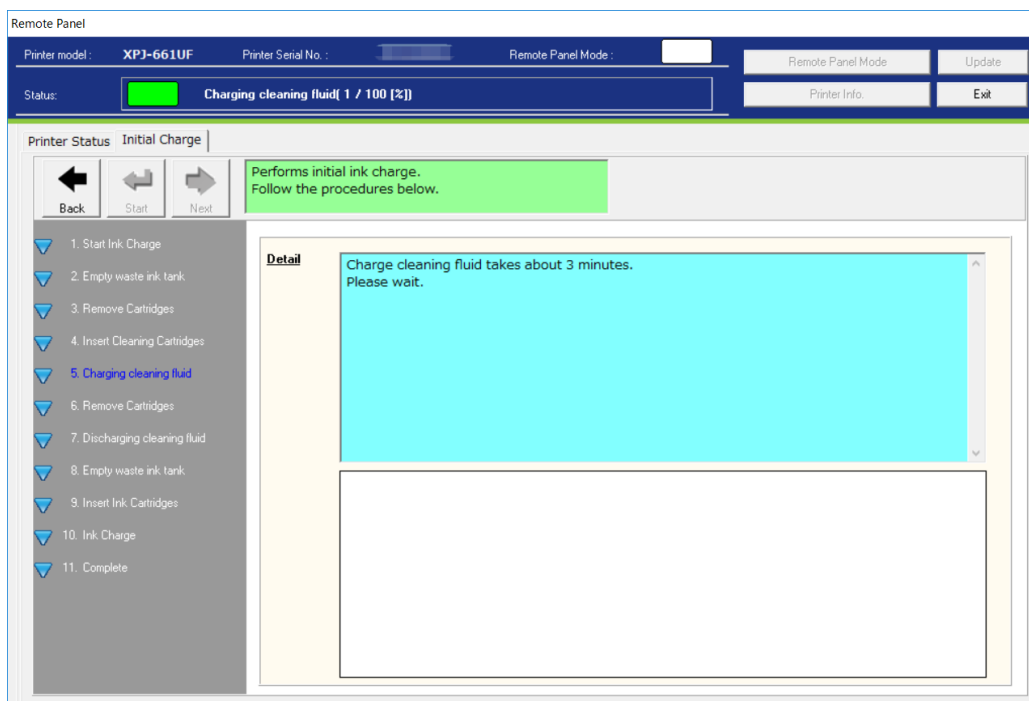 Remote Panel
Printer model : XPJ-661UF Printer Serial No. : Remote Panel Mode :
Remote Panel Mode Update
Status: Charging cleaning fluid( 1 / 100 [%])
Printer Info. Exit
Printer Status Initial Charge
Back Start Next
Performs initial ink charge.
Follow the procedures below.
1. Start Ink Charge
2. Empty waste ink tank
3. Remove Cartridges
4. Insert Cleaning Cartridges
5. Charging cleaning fluid
6. Remove Cartridges
7. Discharging cleaning fluid
8. Empty waste ink tank
9. Insert Ink Cartridges
10. Ink Charge
11. Complete
Detail
Charge cleaning fluid takes about 3 minutes.
Please wait.